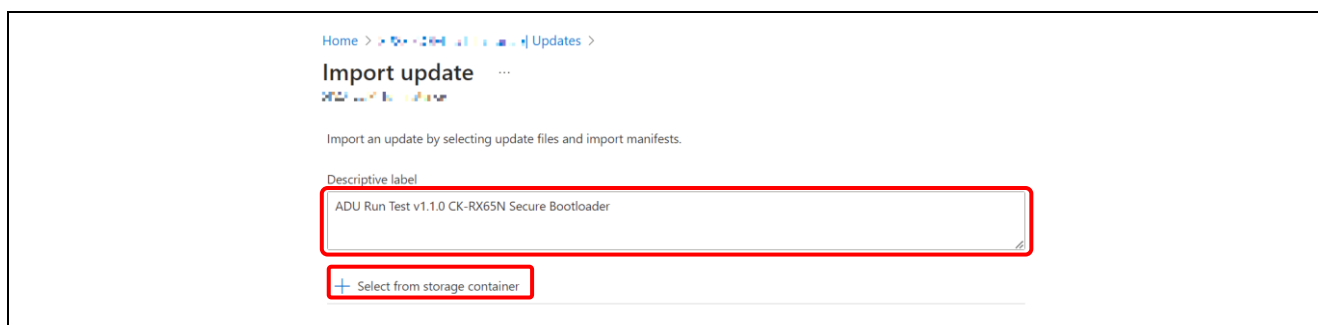 Home > | Updates >
Import update ...
Import an update by selecting update files and import manifests.
Descriptive label
ADU Run Test v1.1.0 CK-RX65N Secure Bootloader
+ Select from storage container